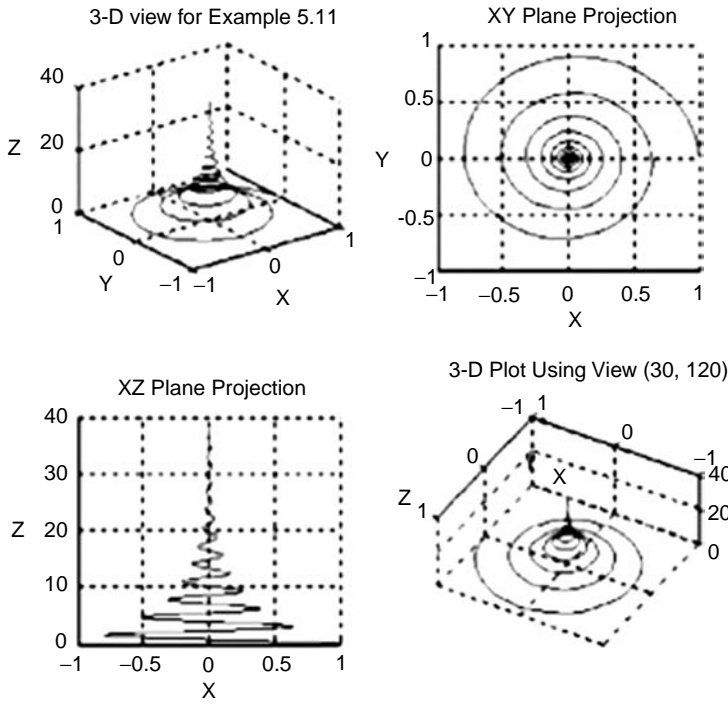 3-D view for Example 5.11
40
Z
20
0
1
0
Y
−1
−1
0
X
1
XY Plane Projection
1
0.5
Y
0
-0.5
−1
−1
−0.5
0
0.5
1
X
XZ Plane Projection
40
30
Z
20
10
0
−1
−0.5
0
0.5
1
X
3-D Plot Using View (30, 120)
−1
1
0
0
−1
X
40
Z
1
20
0